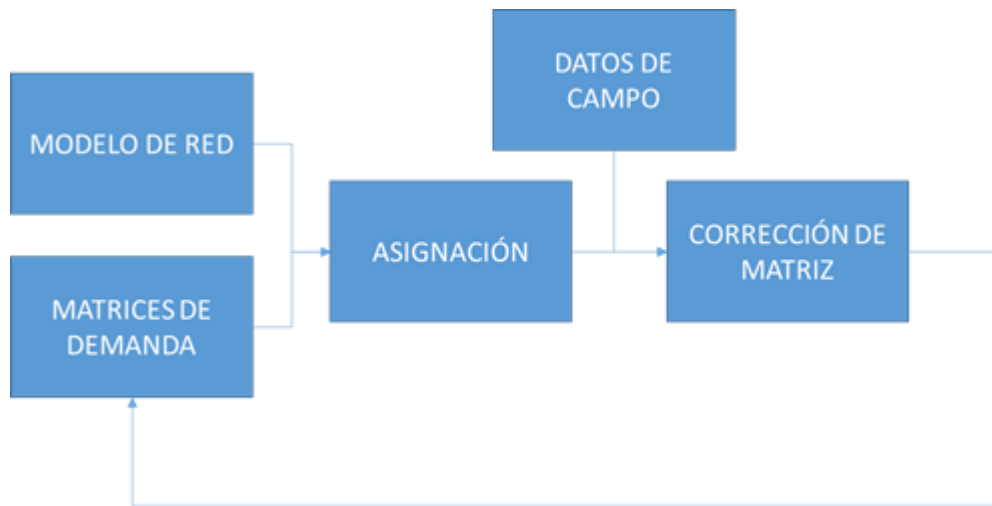 MODELO DE RED
MATRICES DE
DEMANDA
ASIGNACIÓN
DATOS DE
CAMPO
CORRECCIÓN DE
MATRIZ